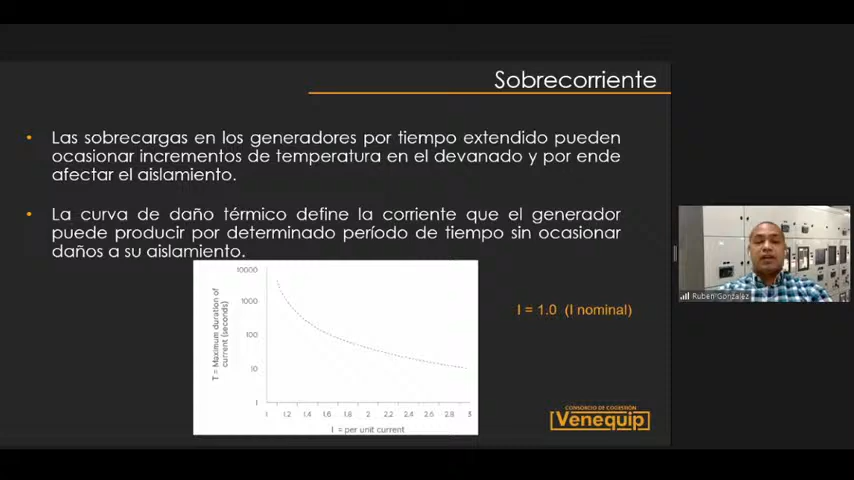 Sobrecorriente
• Las sobrecargas en los generadores por tiempo extendido pueden
ocasionar incrementos de temperatura en el devanado y por ende
afectar el aislamiento.
• La curva de daño térmico define la corriente que el generador
puede producir por determinado período de tiempo sin ocasionar
daños a su aislamiento.
T = Maximum duration of
current (seconds)
10000
1000
100
10
1
1 1,2 1,4 1,6 1,8 2 2,2 2,4 2,6 2,8 3
I = per unit current
I = 1.0 (I nominal)
CONSORCIO DE COGESTIÓN
Venequip
Ruben Gonzalez